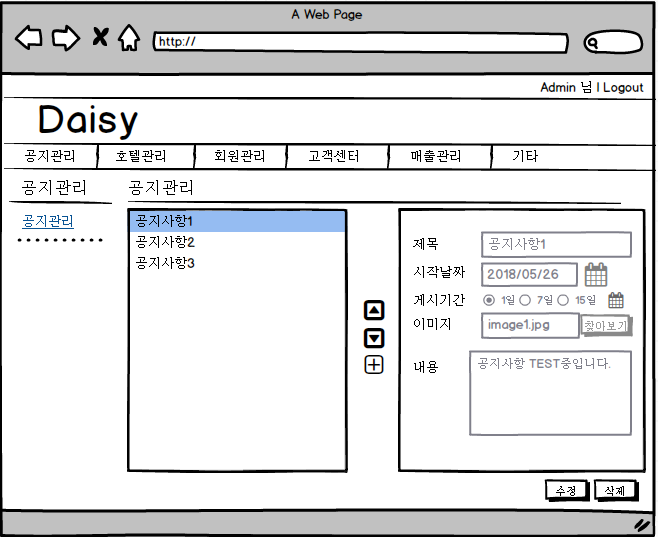 A Web Page
http://
Admin 님 | Logout
Daisy
공지관리 호텔관리 회원관리 고객센터 매출관리 기타
공지관리 공지관리
공지관리
공지사항1
공지사항2
공지사항3
제목 공지사항1
시작날짜 2018/05/26
게시기간 1일 7일 15일
이미지 image1.jpg 찾아보기
내용 공지사항 TEST중입니다.
수정 삭제